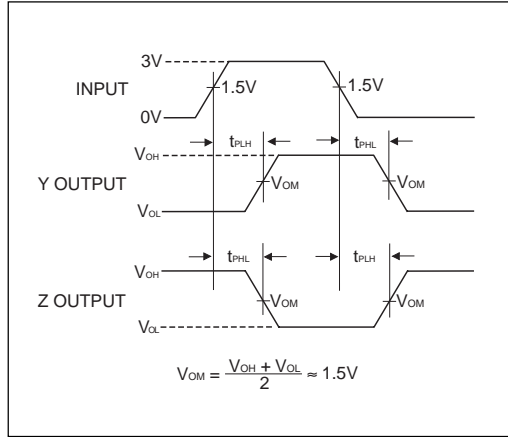 3V
INPUT
1.5V
1.5V
0V
tPLH
tPHL
VOH
Y OUTPUT
VOM
VOM
VOL
tPHL
tPLH
VOH
Z OUTPUT
VOM
VOM
VOL
VOM = VOH + VOL / 2 ≈ 1.5V